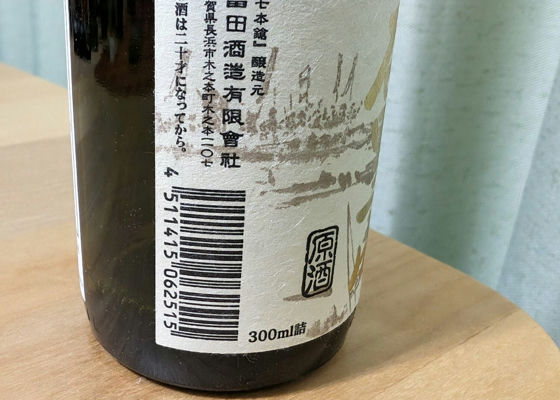 七本鎗』醸造元
冨田酒造有限會社
賀県長浜市木之本町木之本一一〇七
酒は二十才になってから。
4 511415 062515
原酒
300ml詰